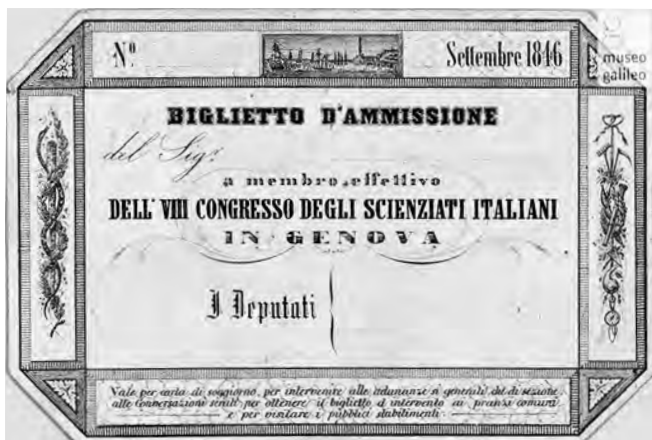 N.º
Settembre 1846
museo
galileo
BIGLIETTO D'AMMISSIONE
del Sig.r
a membro effettivo
DELL' VIII CONGRESSO DEGLI SCIENZIATI ITALIANI
IN GENOVA
I Deputati
Vale per carta di soggiorno, per intervenire alle adunanze sì generali che di sezione,
alle Conversazioni serali, per ottenere il biglietto d'intervento ai pranzi comuni
e per visitare i pubblici stabilimenti.